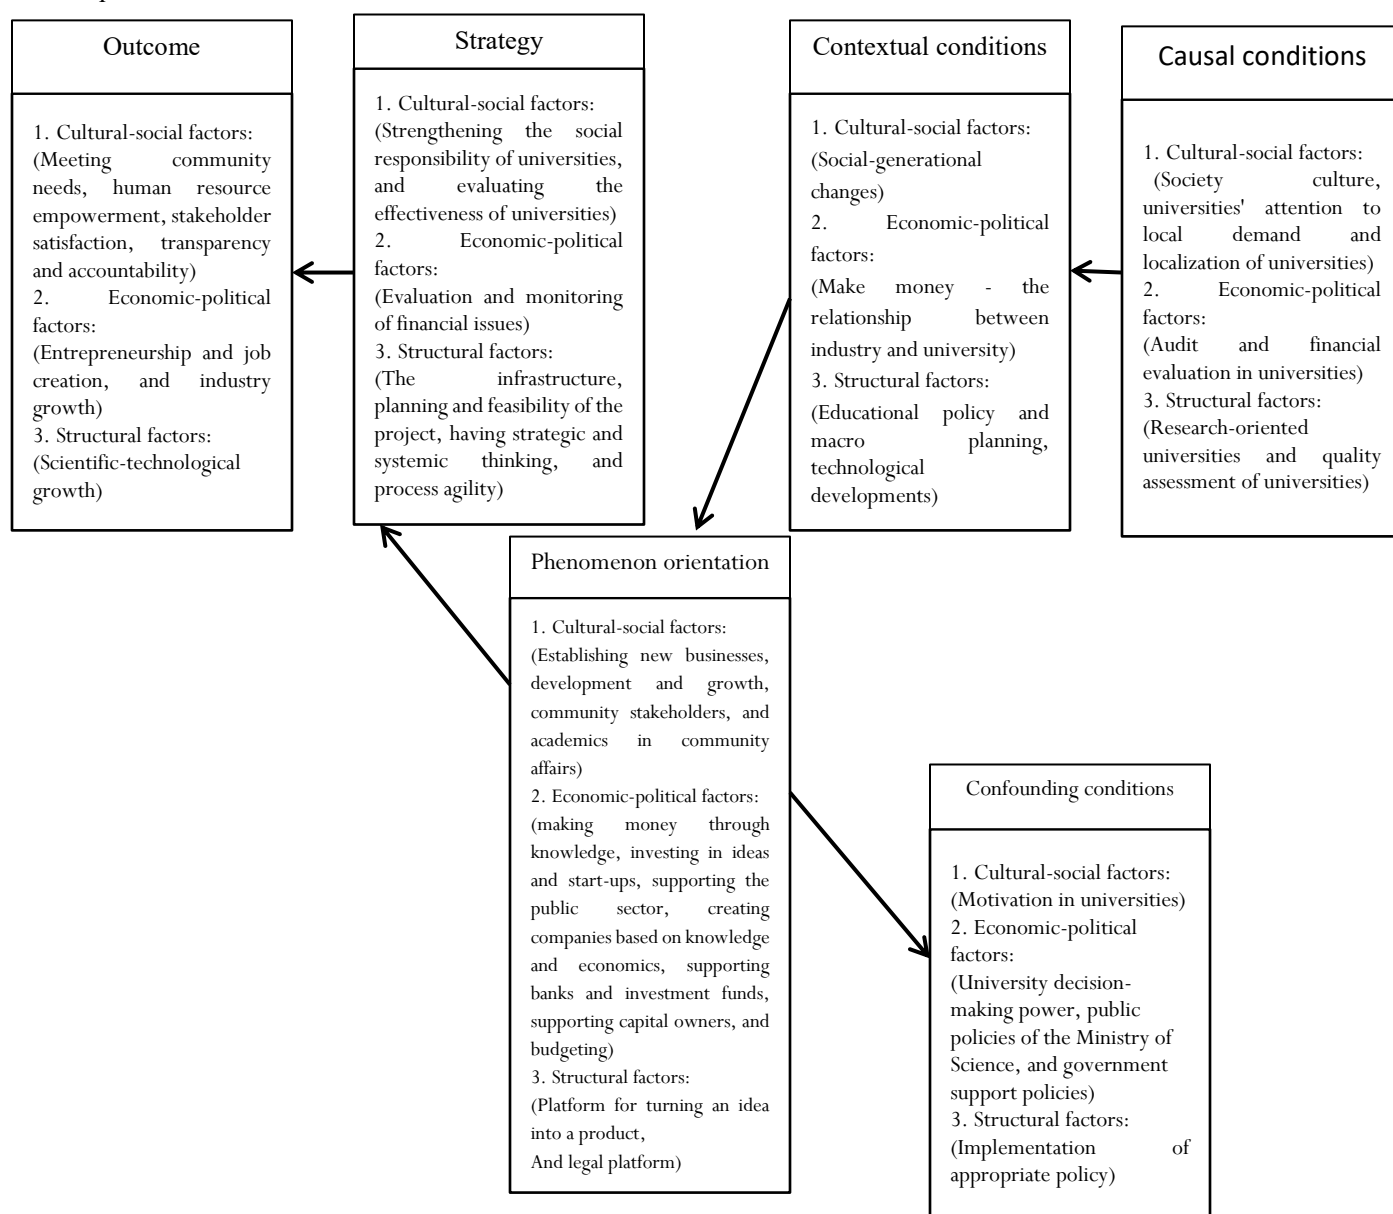 Outcome
1. Cultural-social factors:
(Meeting community
needs, human resource
empowerment, stakeholder
satisfaction, transparency
and accountability)
2. Economic-political
factors:
(Entrepreneurship and job
creation, and industry
growth)
3. Structural factors:
(Scientific-technological
growth)
Strategy
1. Cultural-social factors:
(Strengthening the social
responsibility of universities,
and evaluating the
effectiveness of universities)
2. Economic-political
factors:
(Evaluation and monitoring
of financial issues)
3. Structural factors:
(The infrastructure,
planning and feasibility of the
project, having strategic and
systemic thinking, and
process agility)
Contextual conditions
1. Cultural-social factors:
(Social-generational
changes)
2. Economic-political
factors:
(Make money - the
relationship between
industry and university)
3. Structural factors:
(Educational policy and
macro planning,
technological
developments)
Causal conditions
1. Cultural-social factors:
(Society culture,
universities' attention to
local demand and
localization of universities)
2. Economic-political
factors:
(Audit and financial
evaluation in universities)
3. Structural factors:
(Research-oriented
universities and quality
assessment of universities)
Phenomenon orientation
1. Cultural-social factors:
(Establishing new businesses,
development and growth,
community stakeholders, and
academics in community
affairs)
2. Economic-political factors:
(making money through
knowledge, investing in ideas
and start-ups, supporting the
public sector, creating
companies based on knowledge
and economics, supporting
banks and investment funds,
supporting capital owners, and
budgeting)
3. Structural factors:
(Platform for turning an idea
into a product,
And legal platform)
Confounding conditions
1. Cultural-social factors:
(Motivation in universities)
2. Economic-political
factors:
(University decision-
making power, public
policies of the Ministry of
Science, and government
support policies)
3. Structural factors:
(Implementation of
appropriate policy)